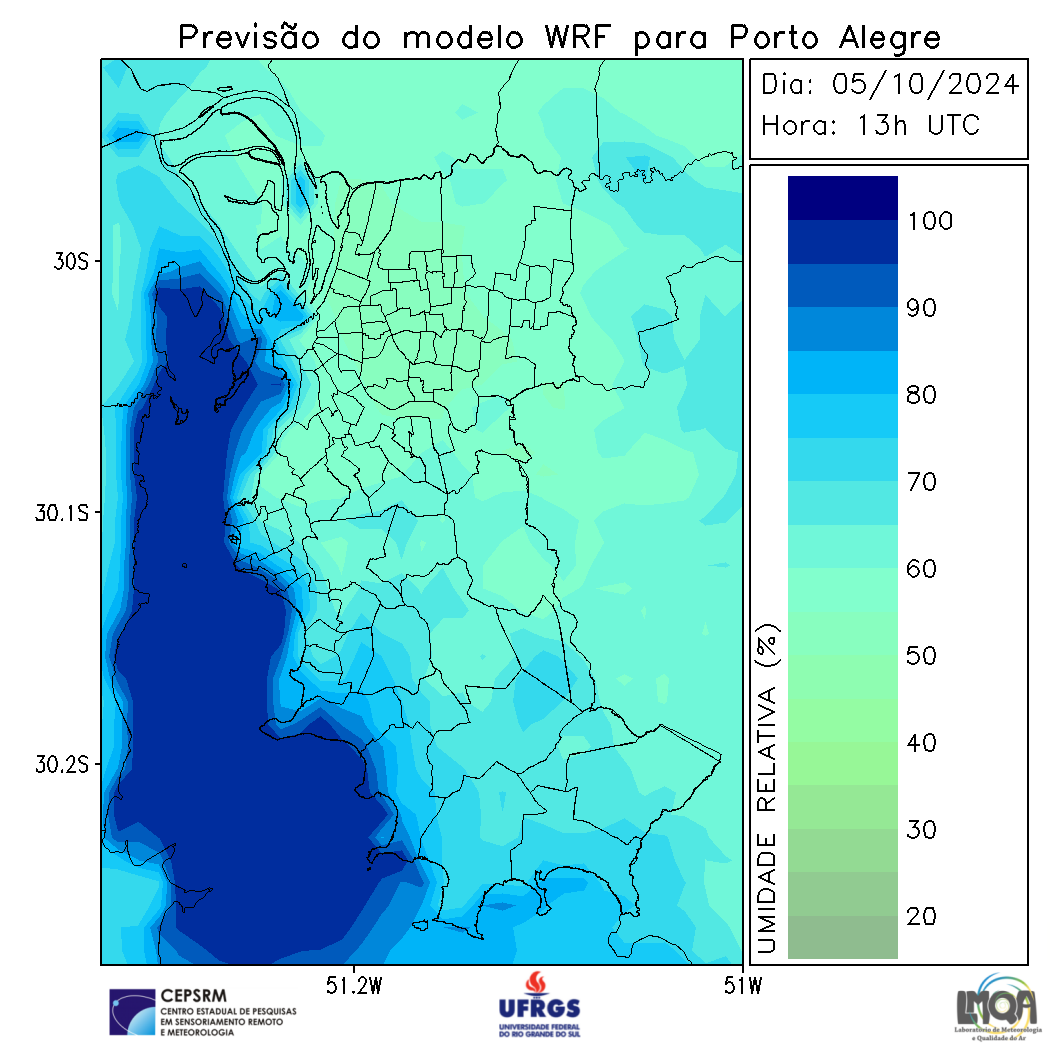 Previsão do modelo WRF para Porto Alegre
Dia: 05/10/2024
Hora: 13h UTC
30S
30.1S
30.2S
51.2W
51W
UMIDADE RELATIVA (%)
100
90
80
70
60
50
40
30
20
CEPSRM
CENTRO ESTADUAL DE PESQUISAS
EM SENSORIAMENTO REMOTO
E METEOROLOGIA
UFRGS
UNIVERSIDADE FEDERAL
DO RIO GRANDE DO SUL
LMQA
Laboratório de Meteorologia
e Qualidade do Ar